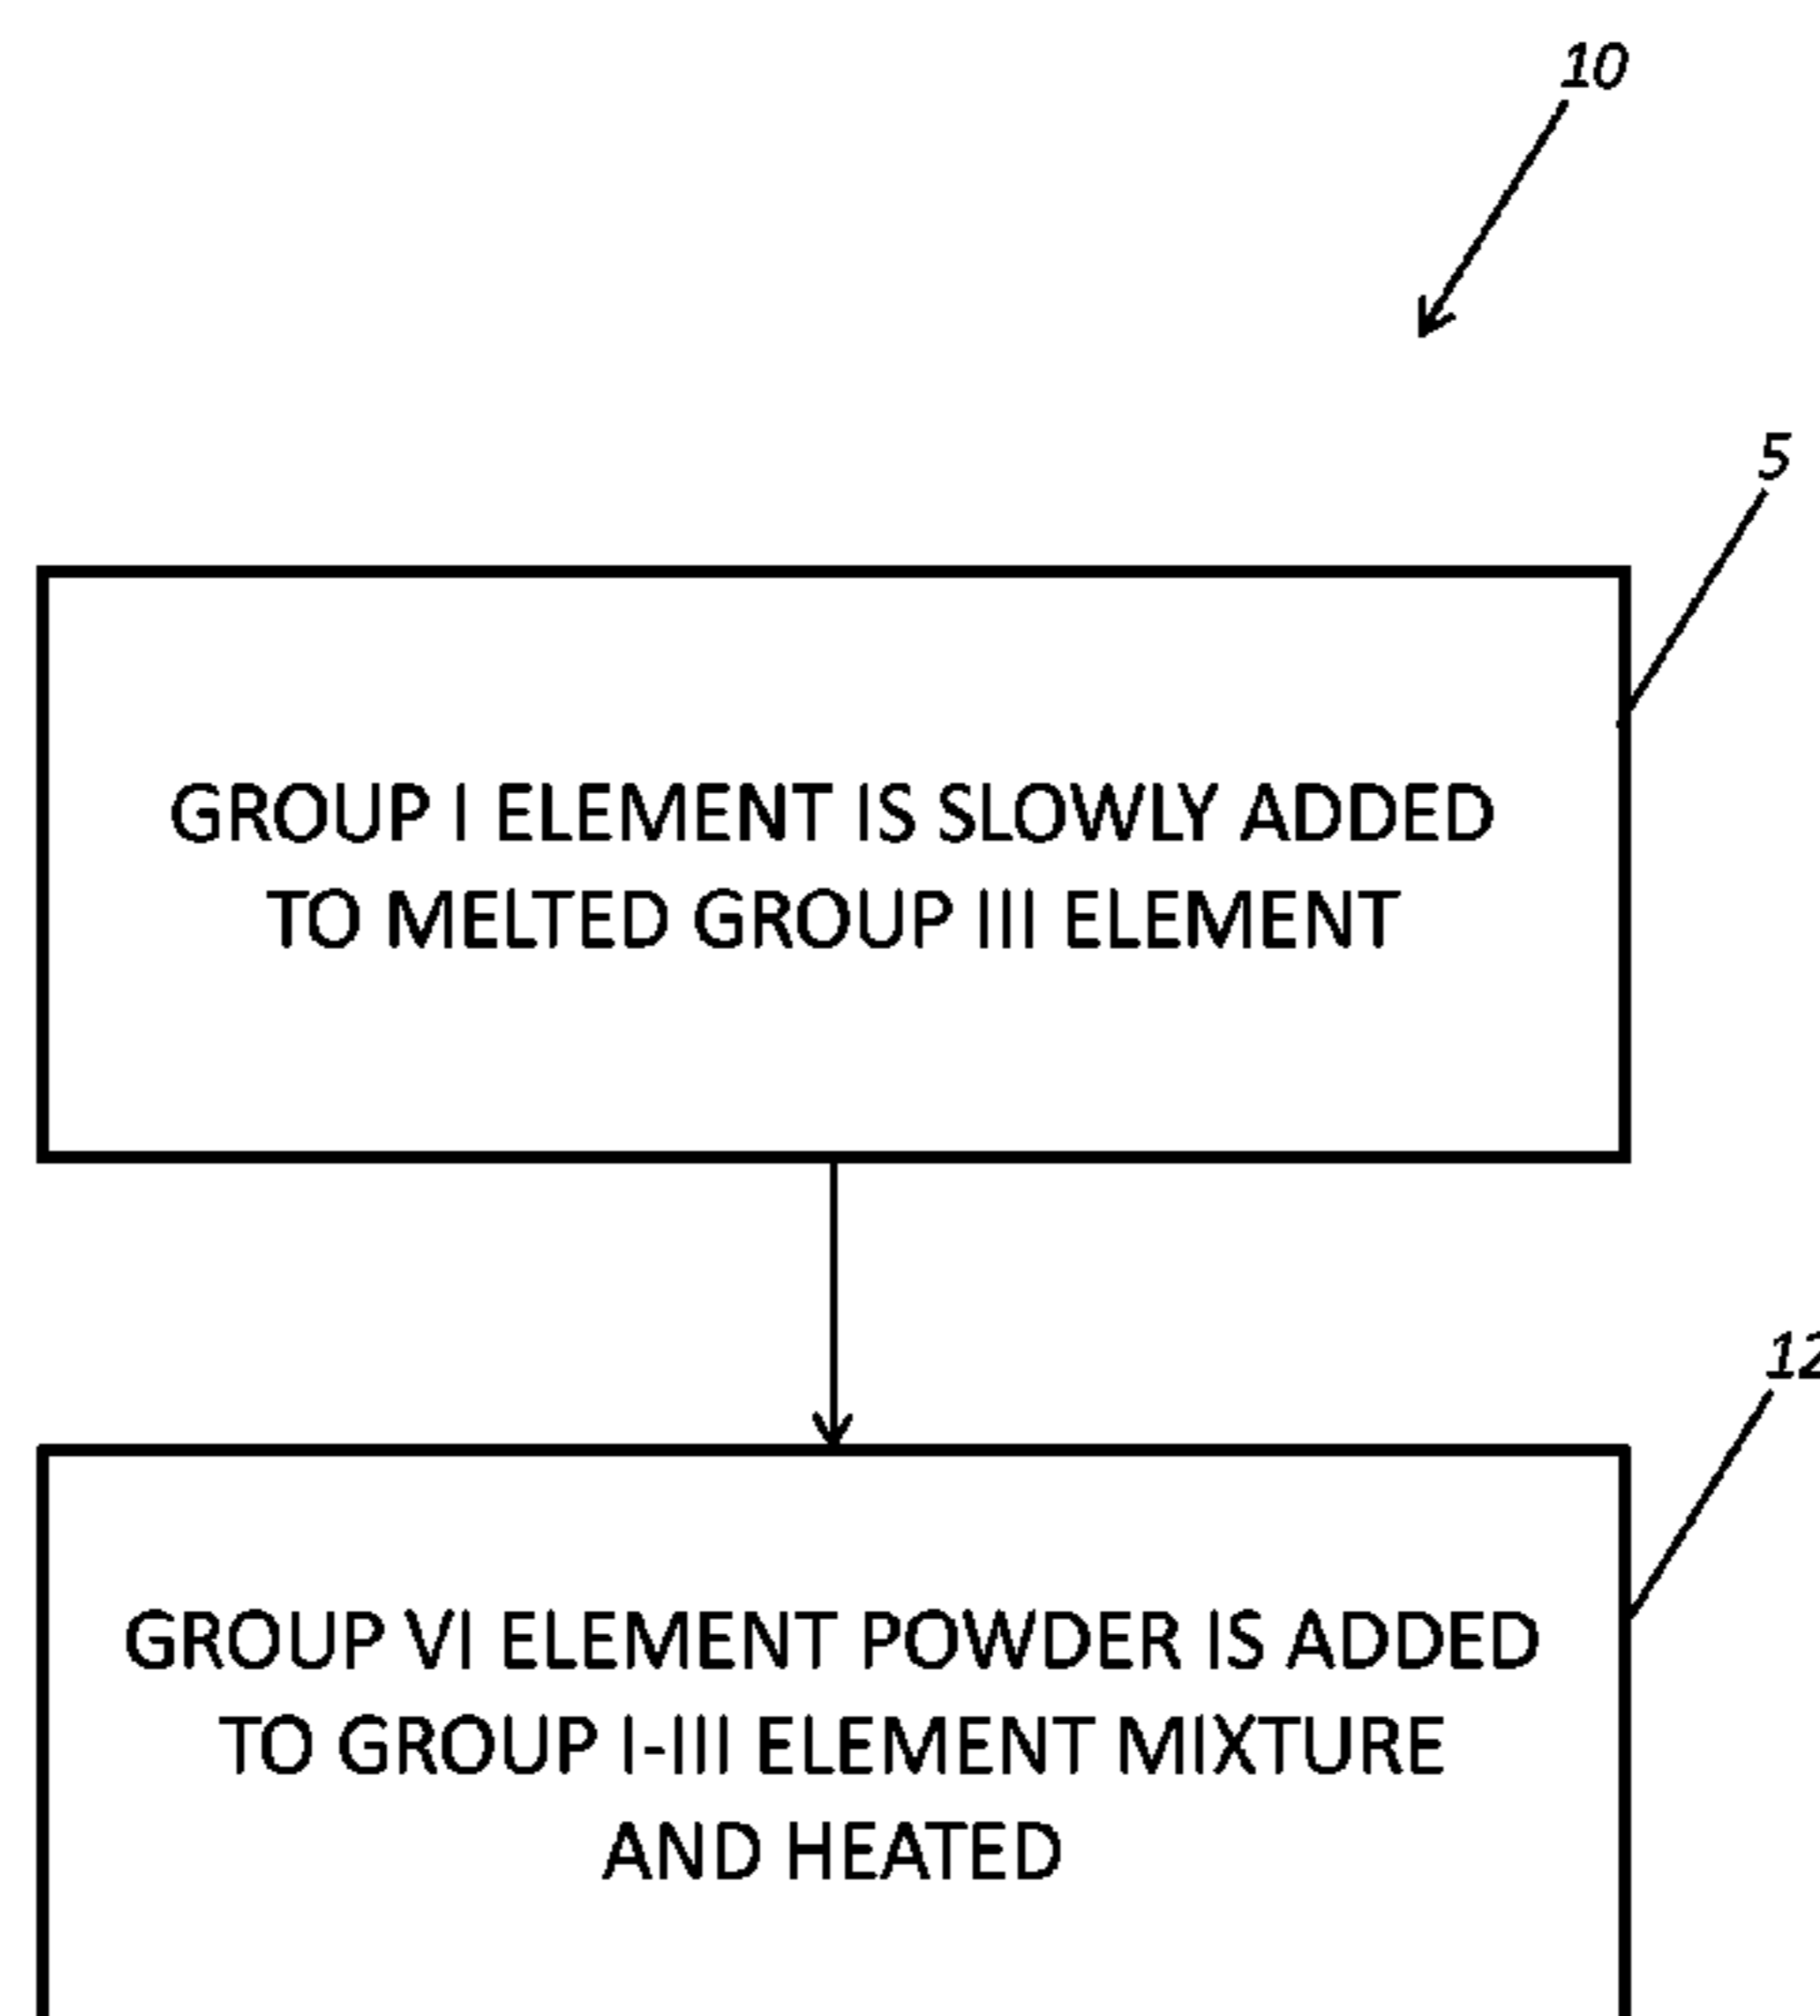 10
5
GROUP I ELEMENT IS SLOWLY ADDED
TO MELTED GROUP III ELEMENT
12
GROUP VI ELEMENT POWDER IS ADDED
TO GROUP I-III ELEMENT MIXTURE
AND HEATED